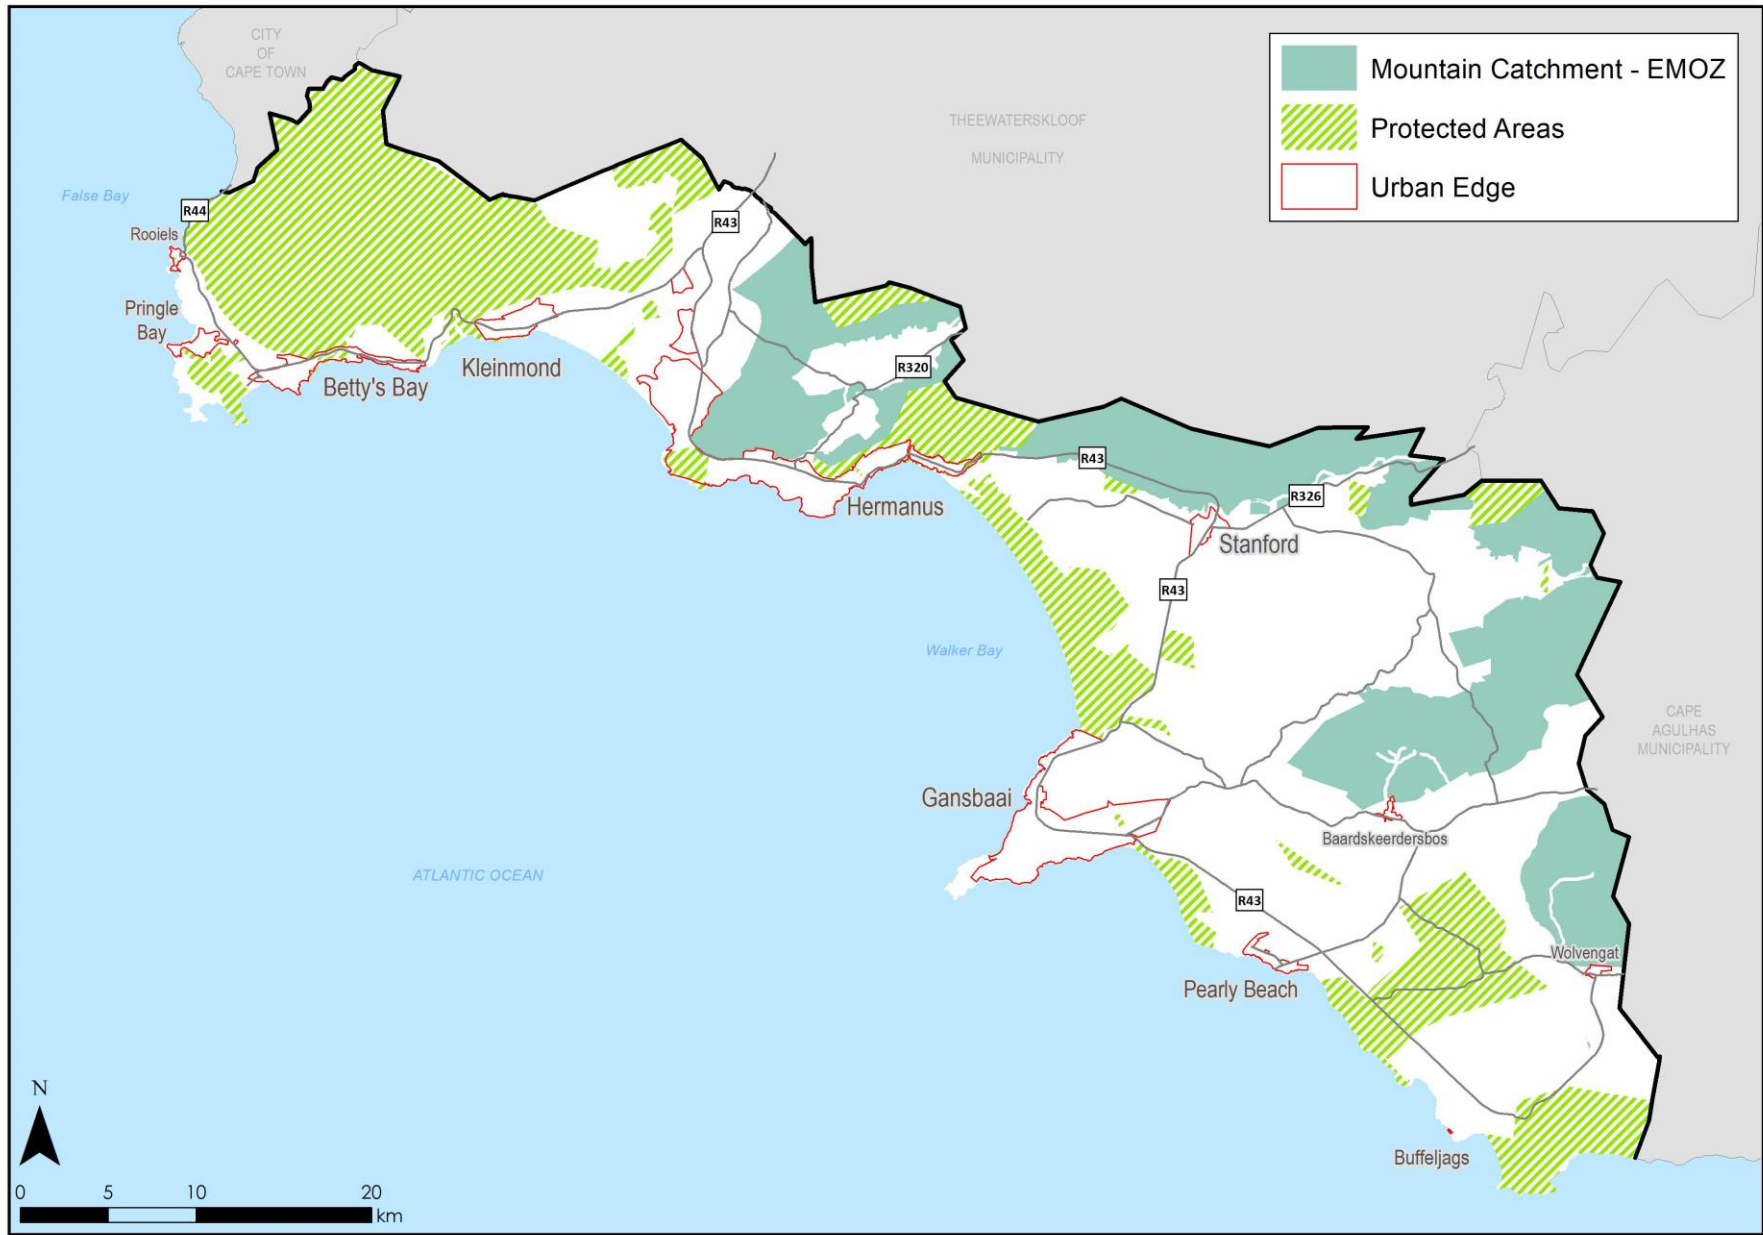 CITY
OF
CAPE TOWN
THEEWATERSKLOOF
MUNICIPALITY
Mountain Catchment - EMOZ
Protected Areas
Urban Edge
False Bay
R44
Rooiels
R43
Pringle
Bay
Betty's Bay
Kleinmond
R320
Hermanus
R43
R326
Stanford
R43
Walker Bay
CAPE
AGULHAS
MUNICIPALITY
Gansbaai
Baardskeerdersbos
ATLANTIC OCEAN
R43
Wolvengat
Pearly Beach
Buffeljags
N
0 5 10 20
km